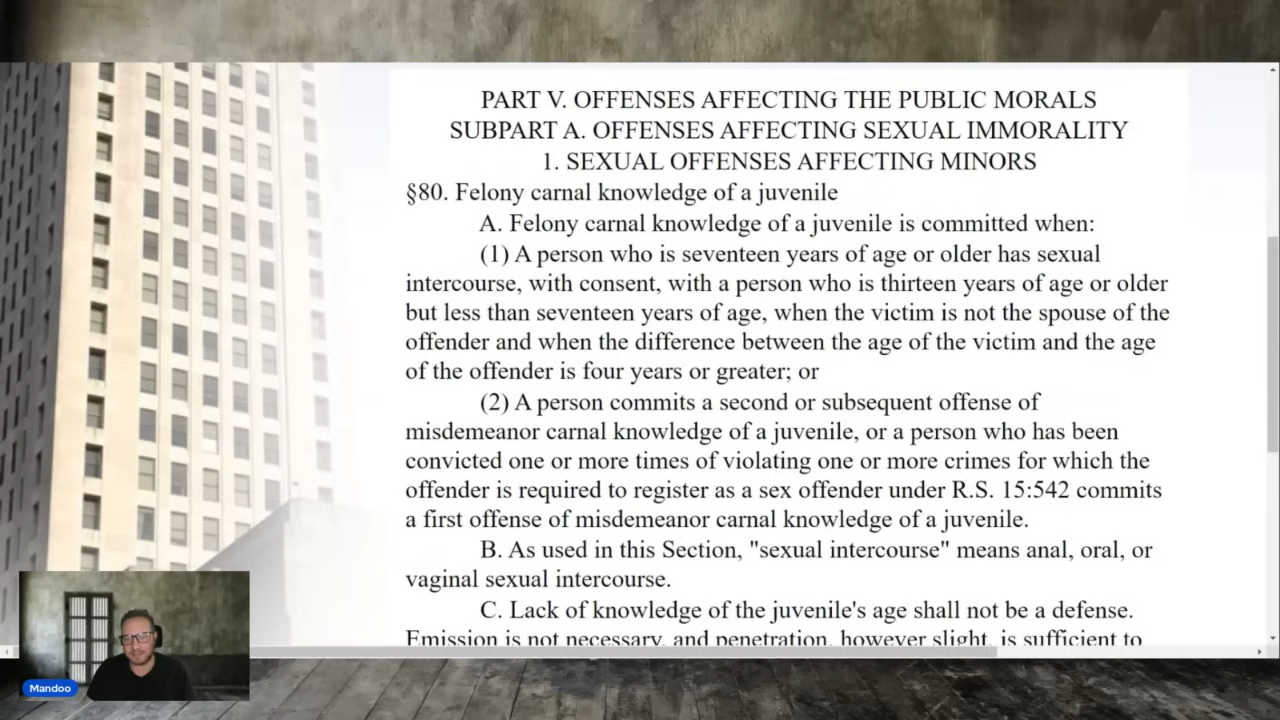 PART V. OFFENSES AFFECTING THE PUBLIC MORALS
SUBPART A. OFFENSES AFFECTING SEXUAL IMMORALITY
1. SEXUAL OFFENSES AFFECTING MINORS
§80. Felony carnal knowledge of a juvenile
A. Felony carnal knowledge of a juvenile is committed when:
(1) A person who is seventeen years of age or older has sexual
intercourse, with consent, with a person who is thirteen years of age or older
but less than seventeen years of age, when the victim is not the spouse of the
offender and when the difference between the age of the victim and the age
of the offender is four years or greater; or
(2) A person commits a second or subsequent offense of
misdemeanor carnal knowledge of a juvenile, or a person who has been
convicted one or more times of violating one or more crimes for which the
offender is required to register as a sex offender under R.S. 15:542 commits
a first offense of misdemeanor carnal knowledge of a juvenile.
B. As used in this Section, "sexual intercourse" means anal, oral, or
vaginal sexual intercourse.
C. Lack of knowledge of the juvenile's age shall not be a defense.
Emission is not necessary, and penetration, however slight, is sufficient to
Mandoo